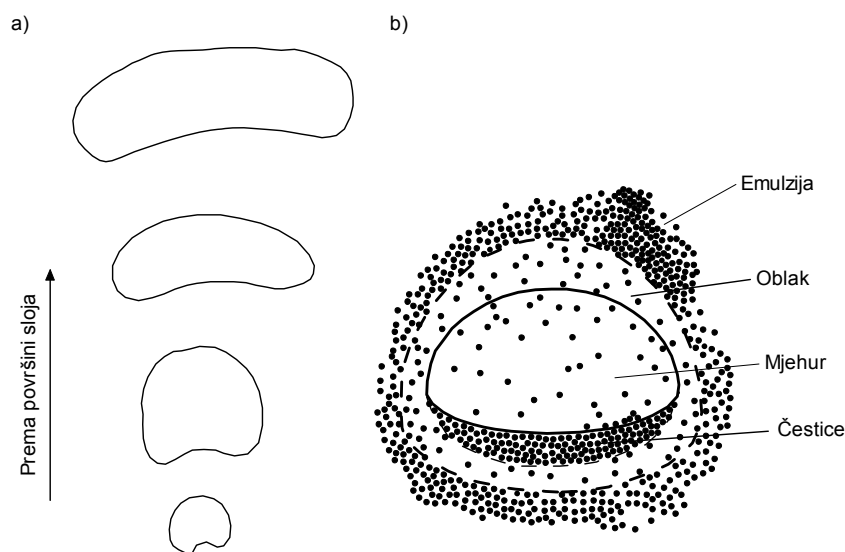 a)
b)
Prema površini sloja
Emulzija
Oblak
Mjehur
Čestice